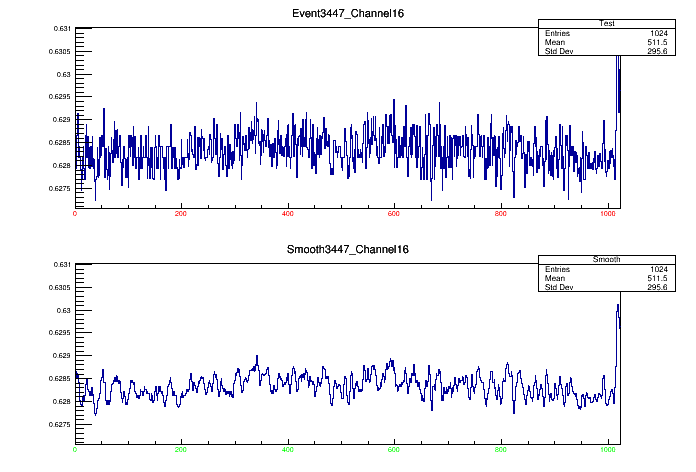 Event3447_Channel16
Test
Entries 1024
Mean 511.5
Std Dev 295.6
0.631
0.6305
0.63
0.6295
0.629
0.6285
0.628
0.6275
0 200 400 600 800 1000
Smooth3447_Channel16
Smooth
Entries 1024
Mean 511.5
Std Dev 295.6
0.631
0.6305
0.63
0.6295
0.629
0.6285
0.628
0.6275
0 200 400 600 800 1000